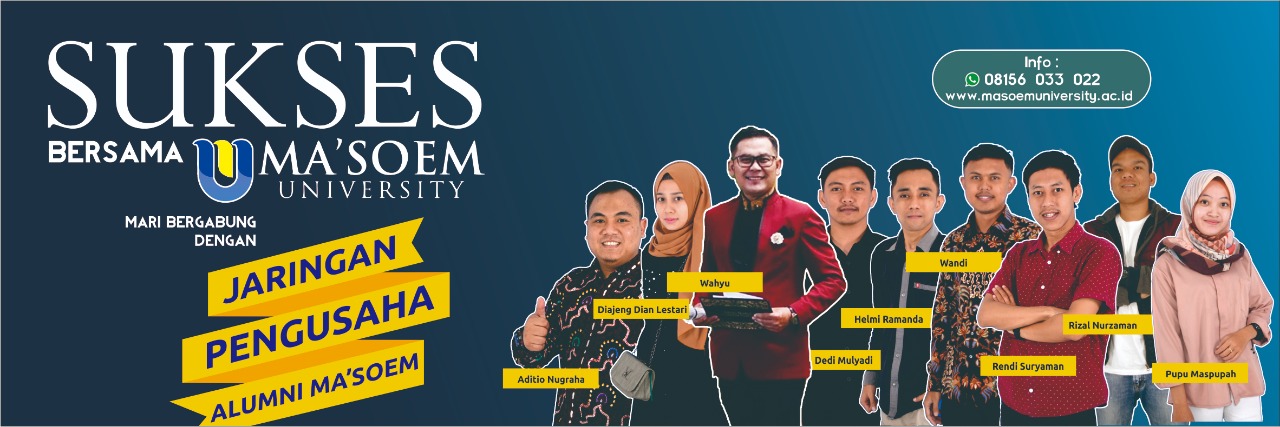 SUKSES
BERSAMA MA'SOEM
UNIVERSITY
MARI BERGABUNG
DENGAN
JARINGAN
PENGUSAHA
ALUMNI MA'SOEM
Info :
08156 033 022
www.masoemuniversity.ac.id
Aditio Nugraha
Diajeng Dian Lestari
Wahyu
Dedi Mulyadi
Helmi Ramanda
Wandi
Rendi Suryaman
Rizal Nurzaman
Pupu Maspupah